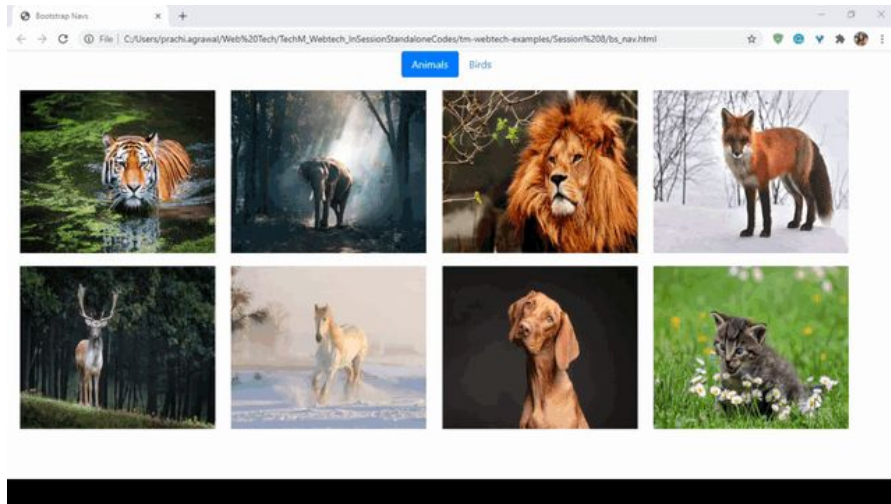 Bootstrap Navs
File | C:/Users/prachi.agrawal/Web%20Tech/TechM_Webtech_InSessionStandaloneCodes/tm-webtech-examples/Session%208/bs_nav.html
Animals Birds